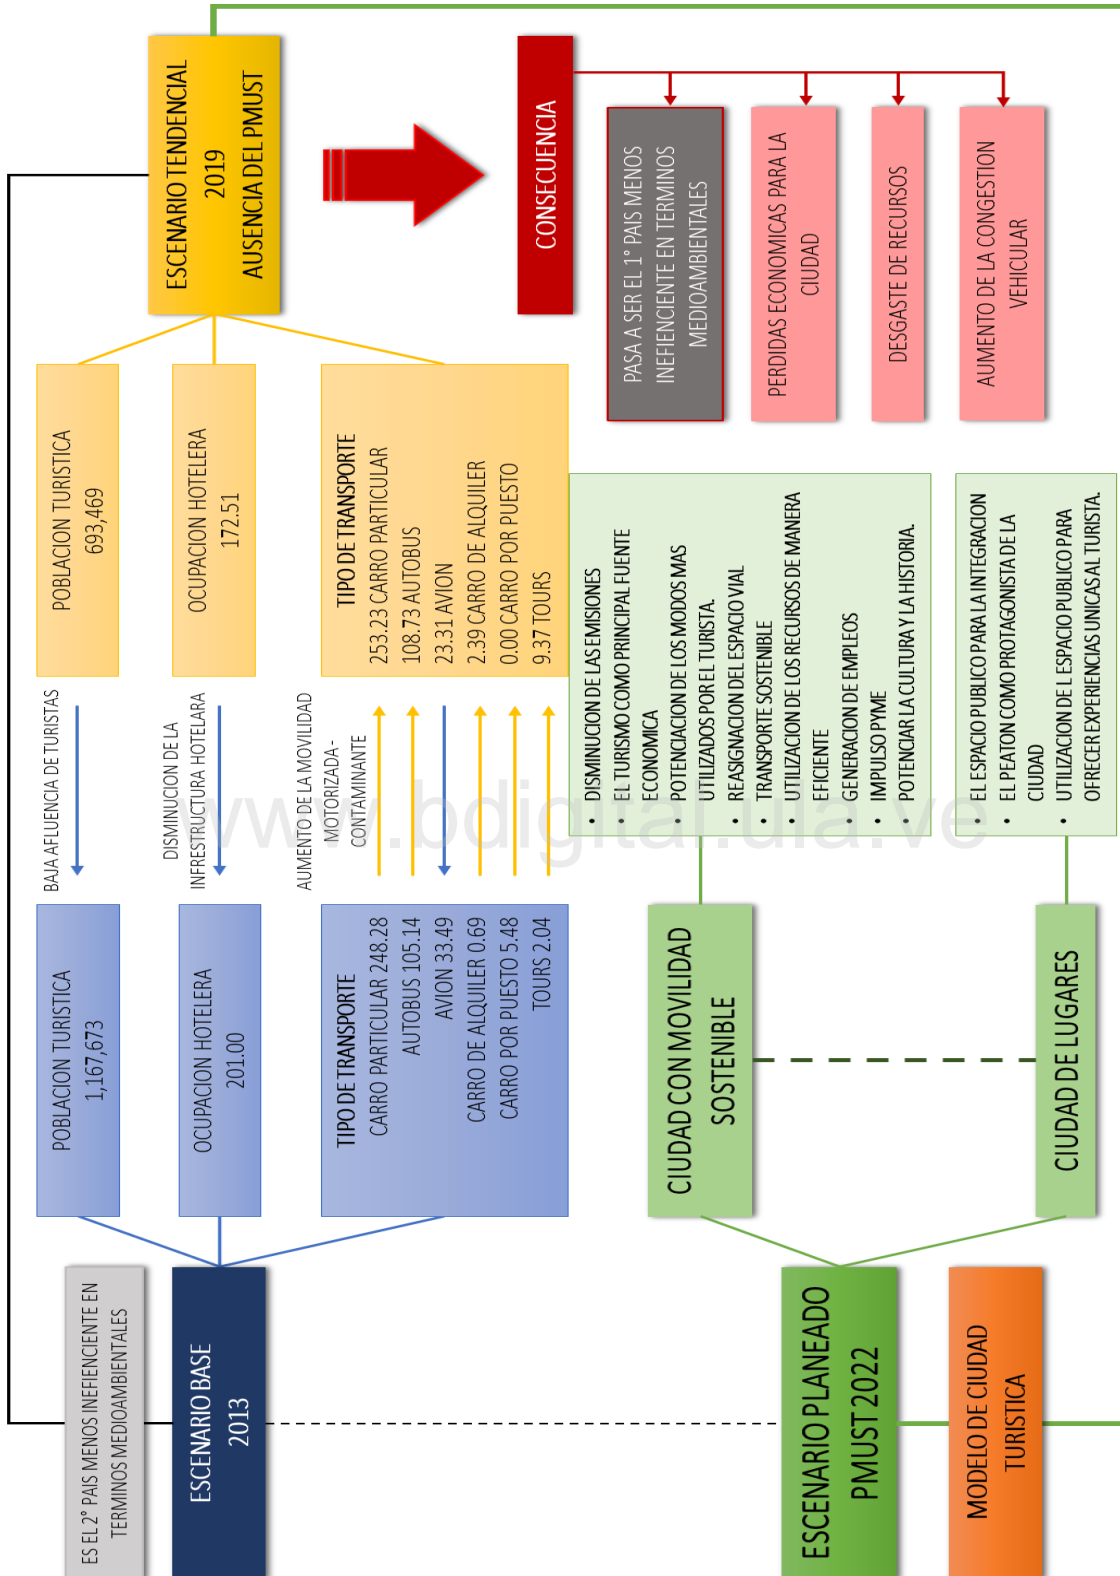 ES EL 2° PAIS MENOS INEFIENCIENTE EN
TERMINOS MEDIOAMBIENTALES
ESCENARIO BASE
2013
POBLACION TURISTICA
1,167,673
OCUPACION HOTELERA
201.00
TIPO DE TRANSPORTE
CARRO PARTICULAR 248.28
AUTOBUS 105.14
AVION 33.49
CARRO DE ALQUILER 0.69
CARRO POR PUESTO 5.48
TOURS 2.04
BAJA AFLUENCIA DE TURISTAS
DISMINUCION DE LA
INFRESTRUCTURA HOTELARA
AUMENTO DE LA MOVILIDAD
MOTORIZADA -
CONTAMINANTE
POBLACION TURISTICA
693,469
OCUPACION HOTELERA
172.51
TIPO DE TRANSPORTE
253.23 CARRO PARTICULAR
108.73 AUTOBUS
23.31 AVION
2.39 CARRO DE ALQUILER
0.00 CARRO POR PUESTO
9.37 TOURS
ESCENARIO TENDENCIAL
2019
AUSENCIA DEL PMUST
CONSECUENCIA
PASA A SER EL 1° PAIS MENOS
INEFIENCIENTE EN TERMINOS
MEDIOAMBIENTALES
PERDIDAS ECONOMICAS PARA LA
CIUDAD
DESGASTE DE RECURSOS
AUMENTO DE LA CONGESTION
VEHICULAR
ESCENARIO PLANEADO
PMUST 2022
MODELO DE CIUDAD
TURISTICA
CIUDAD CON MOVILIDAD
SOSTENIBLE
• DISMINUCION DE LAS EMISIONES
• EL TURISMO COMO PRINCIPAL FUENTE
ECONOMICA
• POTENCIACION DE LOS MODOS MAS
UTILIZADOS POR EL TURISTA.
• REASIGNACION DEL ESPACIO VIAL
• TRANSPORTE SOSTENIBLE
• UTILIZACION DE LOS RECURSOS DE MANERA
EFICIENTE
• GENERACION DE EMPLEOS
• IMPULSO PYME
• POTENCIAR LA CULTURA Y LA HISTORIA.
CIUDAD DE LUGARES
• EL ESPACIO PUBLICO PARA LA INTEGRACION
• EL PEATON COMO PROTAGONISTA DE LA
CIUDAD
• UTILIZACION DE L ESPACIO PUBLICO PARA
OFRECER EXPERIENCIAS UNICAS AL TURISTA.
www.bdigital.ula.ve